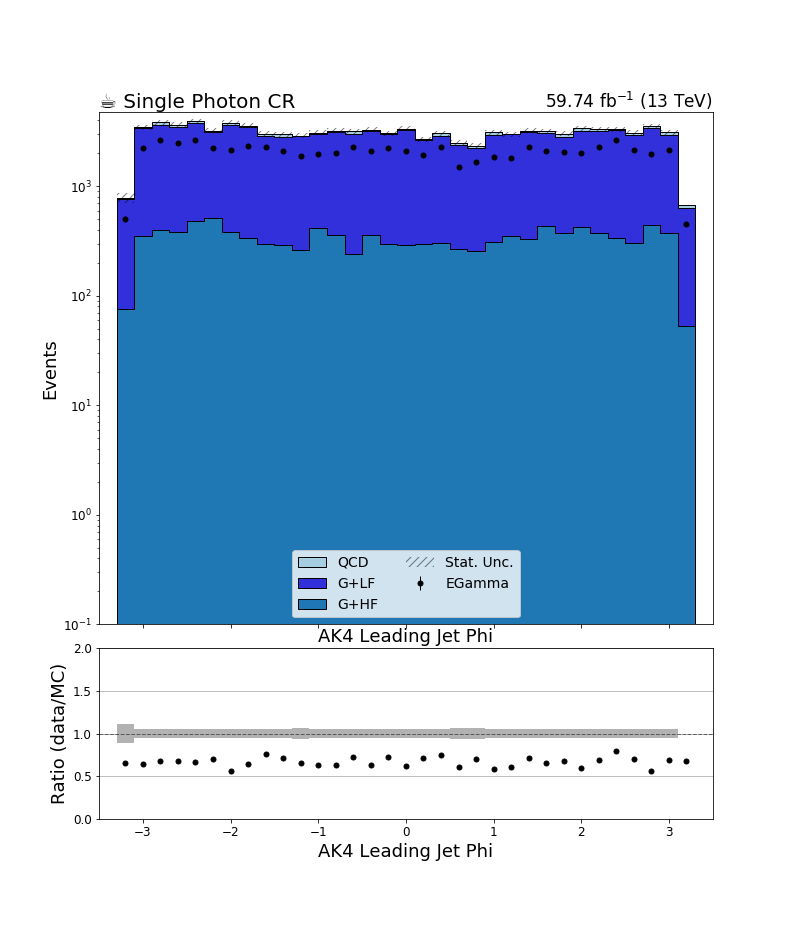 ☕ Single Photon CR
59.74 fb⁻¹ (13 TeV)
Events
10³
10²
10¹
10⁰
10⁻¹
QCD
G+LF
G+HF
Stat. Unc.
EGamma
AK4 Leading Jet Phi
Ratio (data/MC)
2.0
1.5
1.0
0.5
0.0
−3 −2 −1 0 1 2 3
AK4 Leading Jet Phi